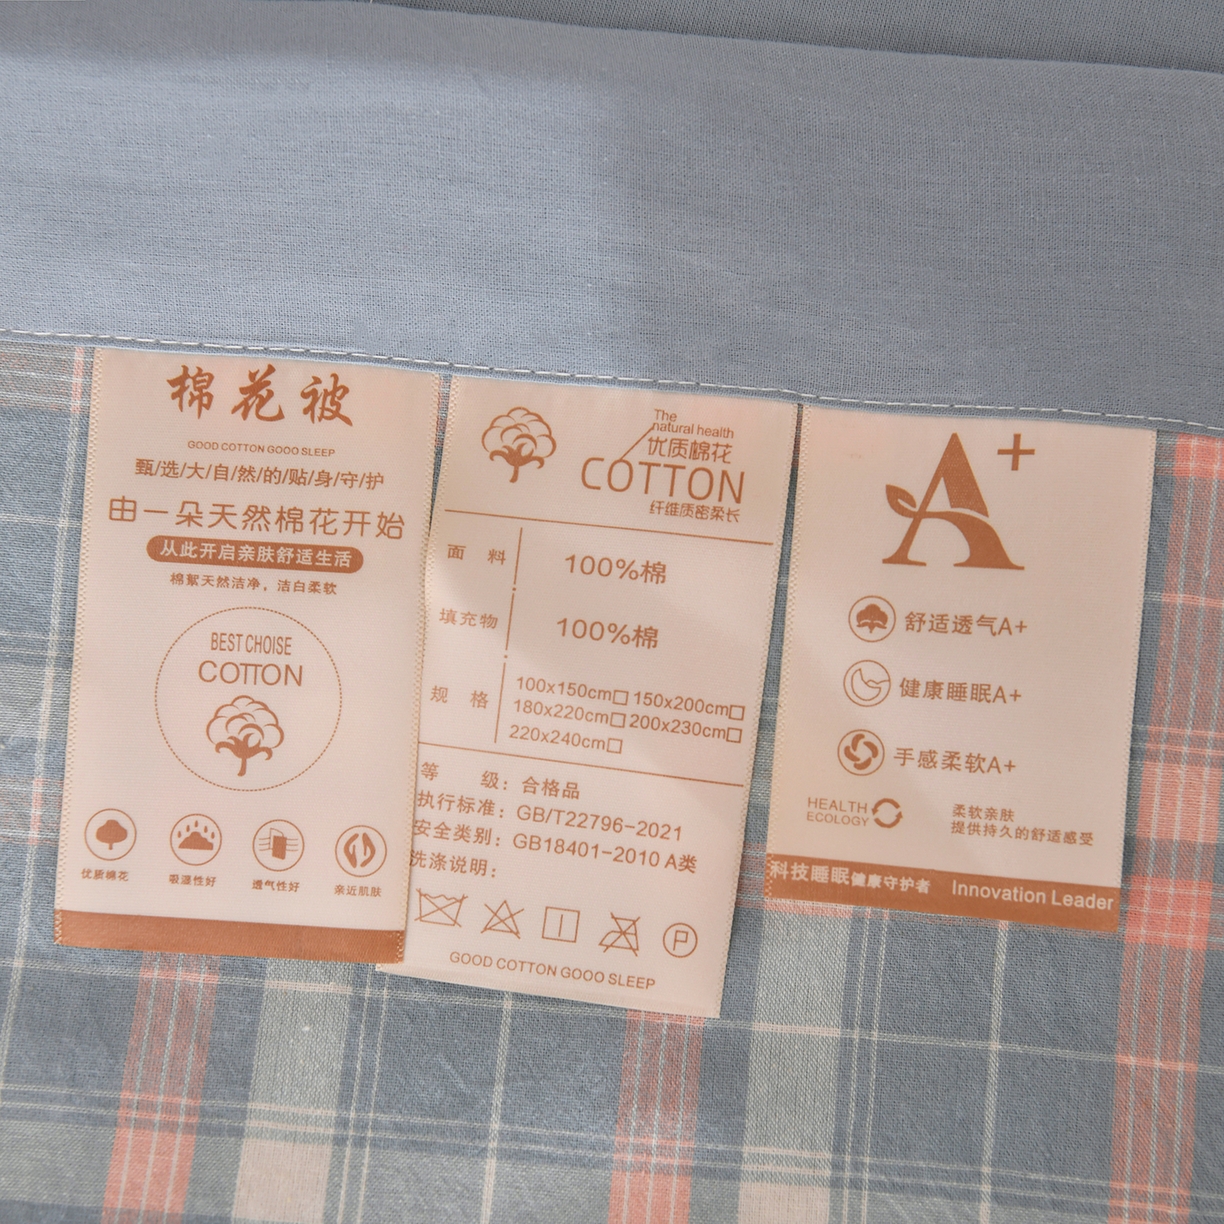 棉花被
GOOD COTTON GOOO SLEEP
甄/选/大/自/然/的/贴/身/守/护
由一朵天然棉花开始
从此开启亲肤舒适生活
棉絮天然洁净，洁白柔软
BEST CHOISE
COTTON
优质棉花 吸湿性好 透气性好 亲近肌肤
The
natural health
优质棉花
COTTON
纤维质密柔长
面 料 100%棉
填充物 100%棉
规 格 100x150cm□ 150x200cm□
180x220cm□ 200x230cm□
220x240cm□
等 级：合格品
执行标准：GB/T22796-2021
安全类别：GB18401-2010 A类
洗涤说明：
P
GOOD COTTON GOOO SLEEP
A+
舒适透气A+
健康睡眠A+
手感柔软A+
HEALTH
ECOLOGY
柔软亲肤
提供持久的舒适感受
科技睡眠健康守护者 Innovation Leader